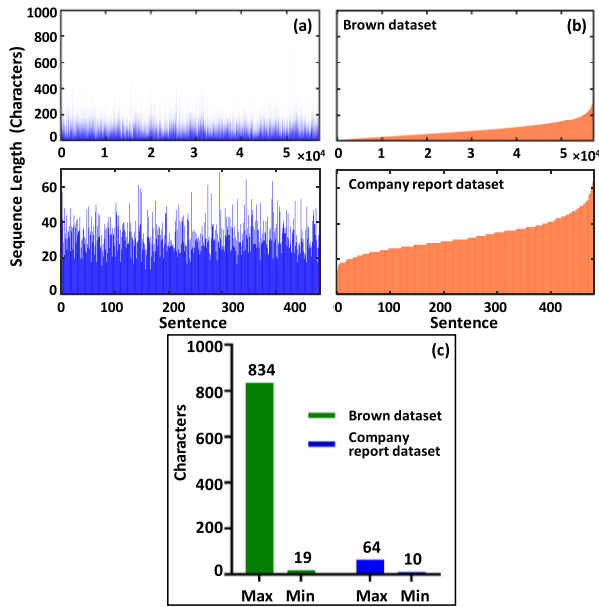 (a)
1000
800
600
400
200
0
0 1 2 3 4 5 ×10⁴
Brown dataset (b)
0 1 2 3 4 5 ×10⁴
Sequence Length (Characters)
60
40
20
0
0 100 200 300 400
Sentence
Company report dataset
0 100 200 300 400
Sentence
(c)
1000
800
600
400
200
0
Characters
834
19
64
10
Brown dataset
Company
report dataset
Max Min Max Min